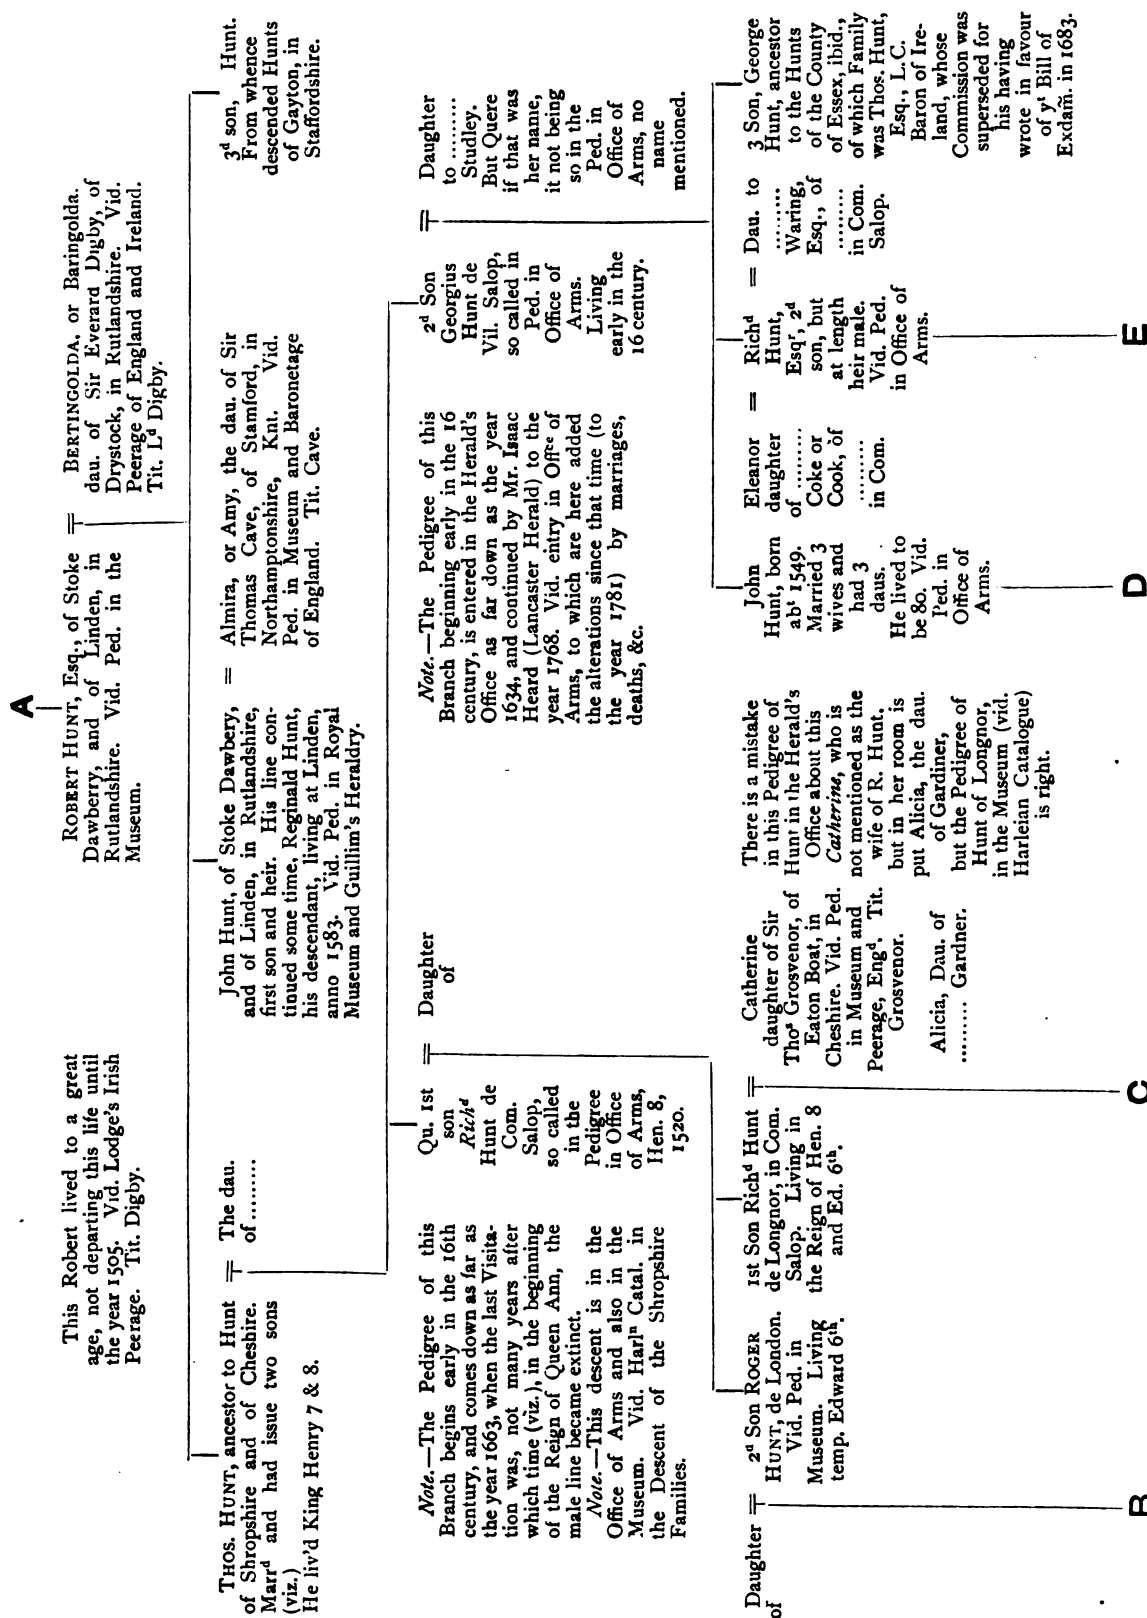 A
This Robert lived to a great
age, not departing this life until
the year 1505. Vid. Lodge's Irish
Peerage. Tit. Digby.
ROBERT HUNT, Esq., of Stoke
Dawberry, and of Linden, in
Rutlandshire. Vid. Ped. in the
Museum.
=
BERTINGOLDA, or Baringolda.
dau. of Sir Everard Digby, of
Drystock, in Rutlandshire. Vid.
Peerage of England and Ireland.
Tit. Lᵈ Digby.
THOS. HUNT, ancestor to Hunt
of Shropshire and of Cheshire.
Marrᵈ and had issue two sons
(viz.)
He liv'd King Henry 7 & 8.
=
The dau.
of .........
John Hunt, of Stoke Dawbery,
and of Linden, in Rutlandshire,
first son and heir. His line con-
tinued some time, Reginald Hunt,
his descendant, living at Linden,
anno 1583. Vid. Ped. in Royal
Museum and Guillim's Heraldry.
=
Almira, or Amy, the dau. of Sir
Thomas Cave, of Stamford, in
Northamptonshire, Knt. Vid.
Ped. in Museum and Baronetage
of England. Tit. Cave.
3ᵈ son, Hunt.
From whence
descended Hunts
of Gayton, in
Staffordshire.
Note.—The Pedigree of this
Branch begins early in the 16th
century, and comes down as far as
the year 1663, when the last Visita-
tion was, not many years after
which time (viz.), in the beginning
of the Reign of Queen Ann, the
male line became extinct.
Note.—This descent is in the
Office of Arms and also in the
Museum. Vid. Harlⁿ Catal. in
the Descent of the Shropshire
Families.
Qu. 1st
son
Richᵈ
Hunt de
Com.
Salop,
so called
in the
Pedigree
in Office
of Arms,
Hen. 8,
1520.
=
Daughter
of
Note.—The Pedigree of this
Branch beginning early in the 16
century, is entered in the Herald's
Office as far down as the year
1634, and continued by Mr. Isaac
Heard (Lancaster Herald) to the
year 1768. Vid. entry in Offᶜᵉ of
Arms, to which are here added
the alterations since that time (to
the year 1781) by marriages,
deaths, &c.
2ᵈ Son
Georgius
Hunt de
Vil. Salop,
so called in
Ped. in
Office of
Arms.
Living
early in the
16 century.
=
Daughter
to .........
Studley.
But Quere
if that was
her name,
it not being
so in the
Ped. in
Office of
Arms, no
name
mentioned.
Daughter
of
=
2ᵈ Son ROGER
HUNT, de London.
Vid. Ped. in
Museum. Living
temp. Edward 6ᵗʰ.
1st Son Richᵈ Hunt
de Longnor, in Com.
Salop. Living in
the Reign of Hen. 8
and Ed. 6ᵗʰ.
=
Catherine
daughter of Sir
Thoˢ Grosvenor, of
Eaton Boat, in
Cheshire. Vid. Ped.
in Museum and
Peerage, Engᵈ. Tit.
Grosvenor.
Alicia, Dau. of
......... Gardner.
There is a mistake
in this Pedigree of
Hunt in the Herald's
Office about this
Catherine, who is
not mentioned as the
wife of R. Hunt.
but in her room is
put Alicia, the dau.
of Gardiner,
but the Pedigree of
Hunt of Longnor,
in the Museum (vid.
Harleian Catalogue)
is right.
John
Hunt, born
abᵗ 1549.
Married 3
wives and
had 3
daus.
He lived to
be 80. Vid.
Ped. in
Office of
Arms.
Eleanor
daughter
of .........
Coke or
Cook, of
.........
in Com.
=
Richᵈ
Hunt,
Esqʳ, 2ᵈ
son, but
at length
heir male.
Vid. Ped.
in Office of
Arms.
=
Dau. to
.........
Waring,
Esq., of
.........
in Com.
Salop.
3 Son, George
Hunt, ancestor
to the Hunts
of the County
of Essex, ibid.,
of which Family
was Thos. Hunt,
Esq., L.C.
Baron of Ire-
land, whose
Commission was
superseded for
his having
wrote in favour
of yᵗ Bill of
Exdam̃. in 1683.
B
C
D
E